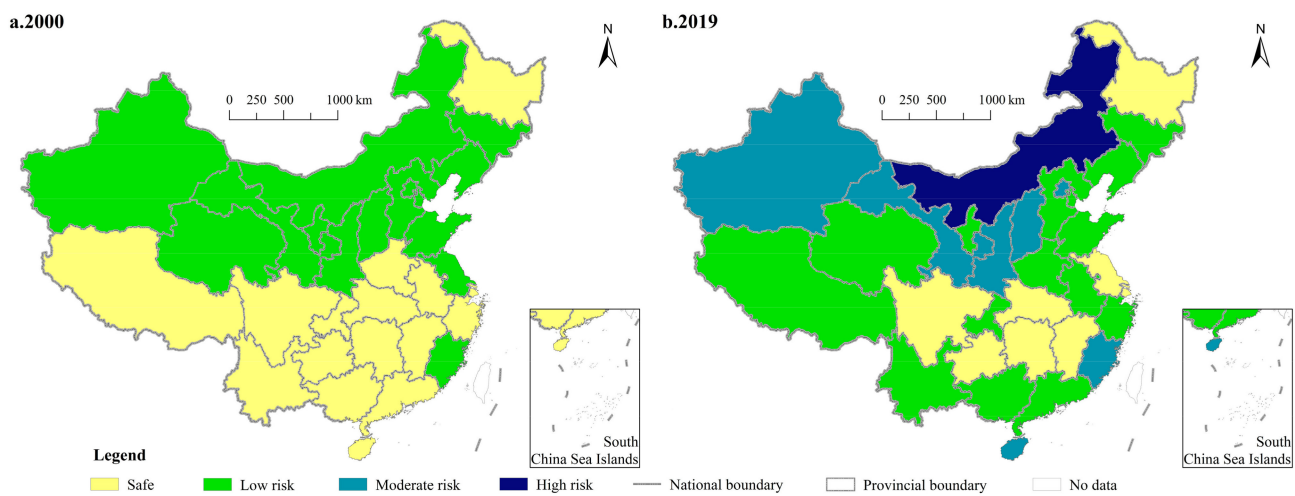 a.2000
N
0 250 500 1000 km
South
China Sea Islands
b.2019
N
0 250 500 1000 km
South
China Sea Islands
Legend
Safe Low risk Moderate risk High risk National boundary Provincial boundary No data